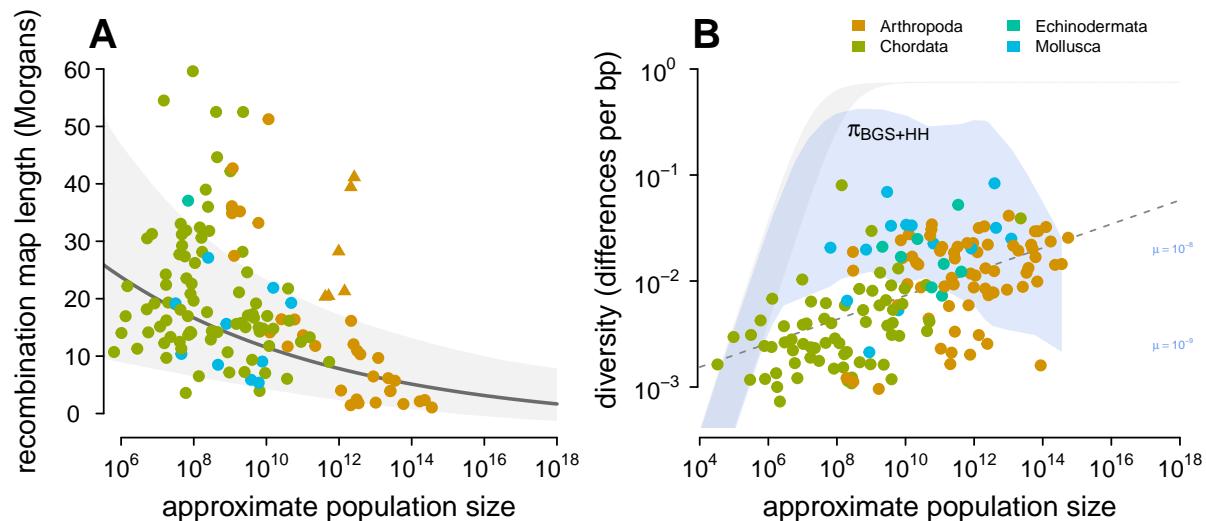 A
recombination map length (Morgans)
60
50
40
30
20
10
0
10^6
10^8
10^10
10^12
10^14
10^16
10^18
approximate population size
B
Arthropoda
Chordata
Echinodermata
Mollusca
diversity (differences per bp)
10^0
10^−1
10^−2
10^−3
π_BGS+HH
μ = 10^−8
μ = 10^−9
10^4
10^6
10^8
10^10
10^12
10^14
10^16
10^18
approximate population size